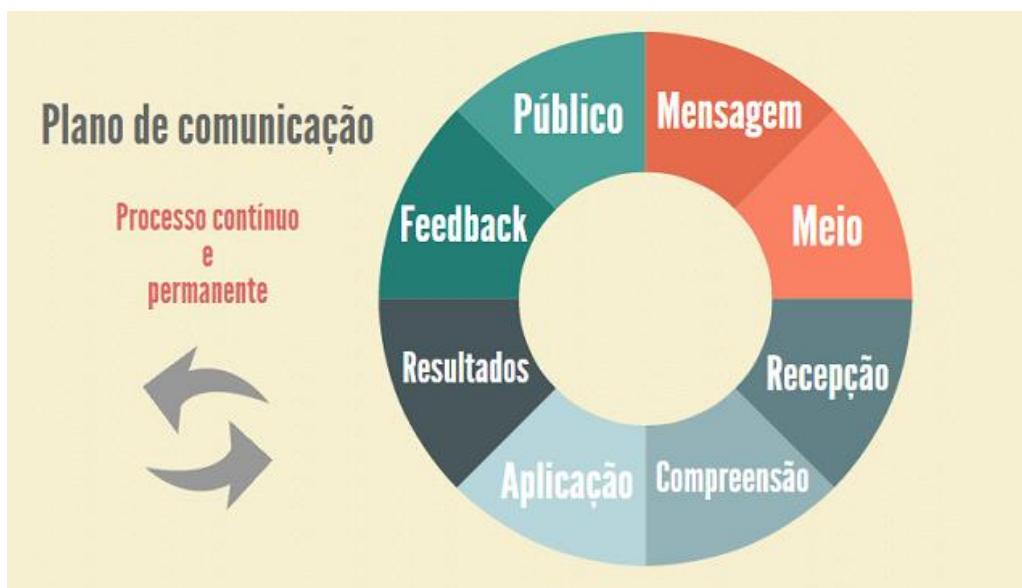 Plano de comunicação
Processo contínuo
e
permanente
Público
Mensagem
Meio
Recepção
Compreensão
Aplicação
Resultados
Feedback